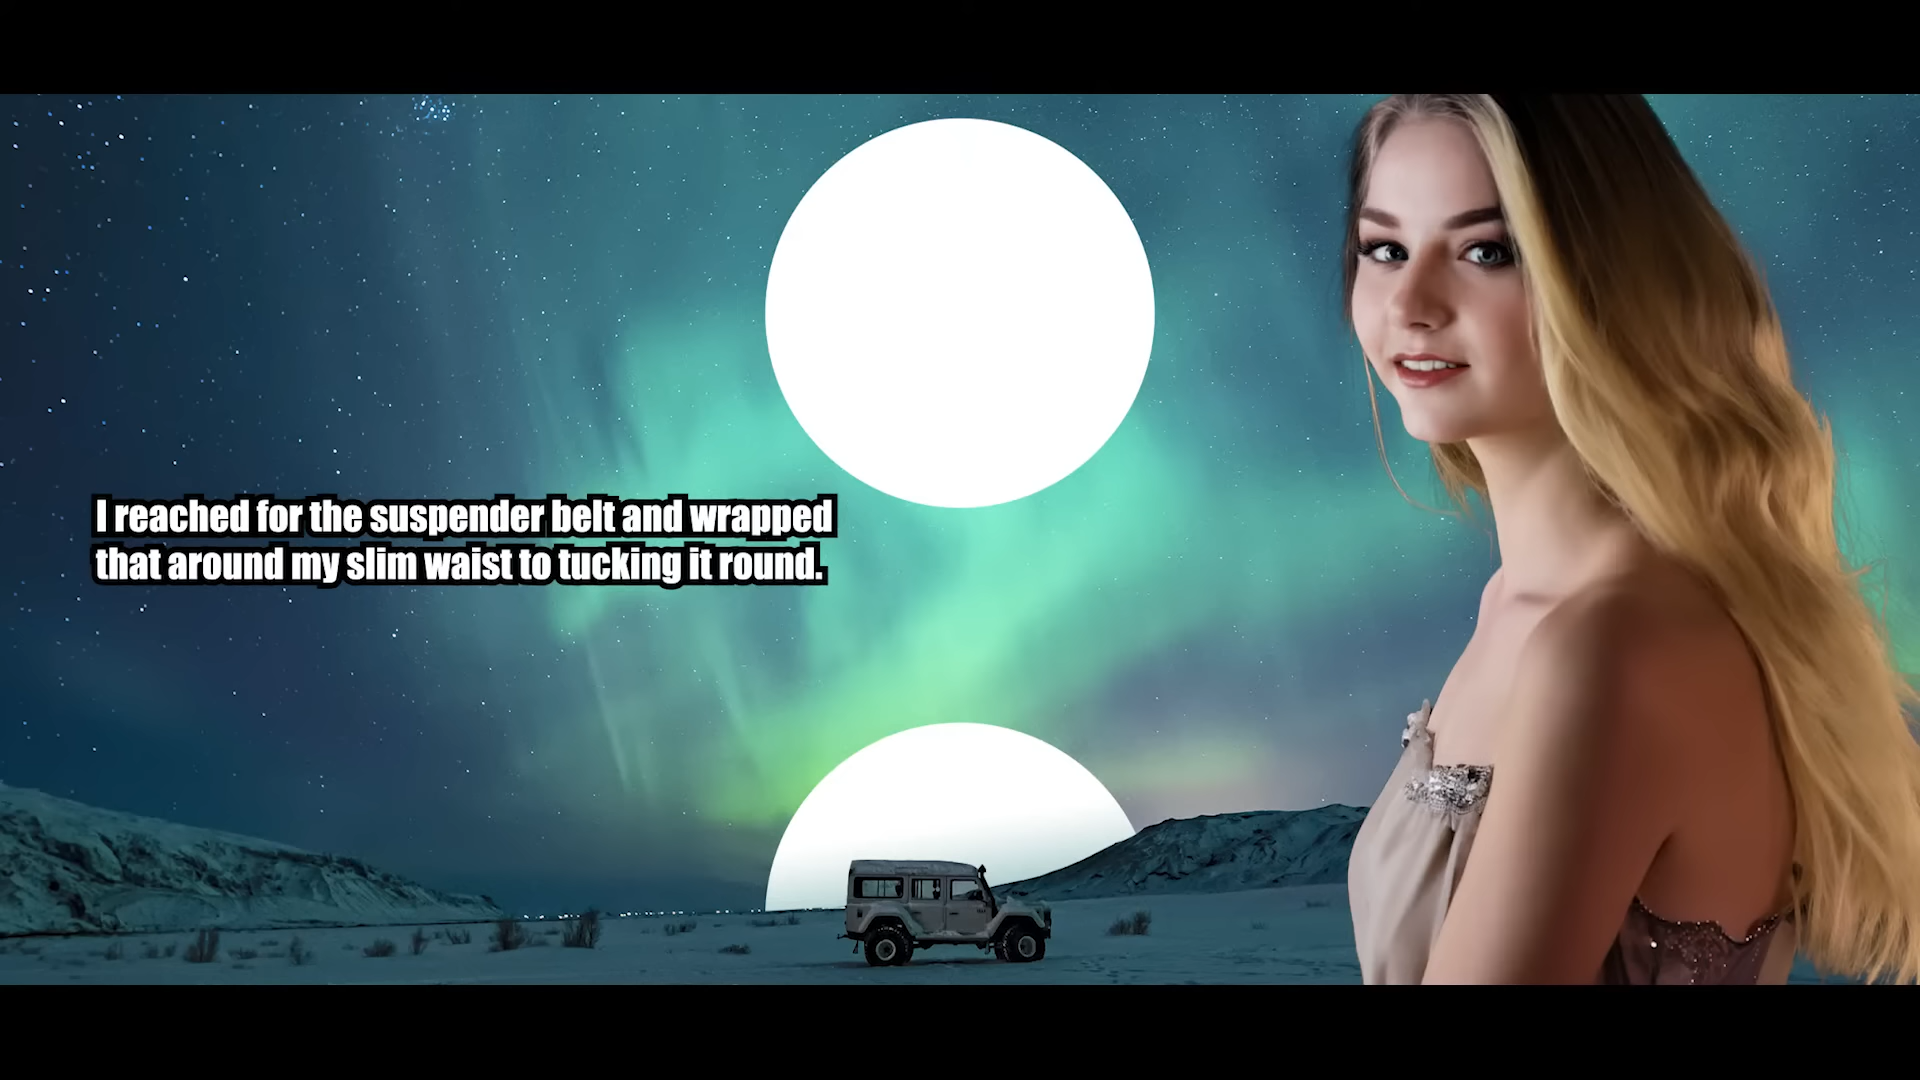 I reached for the suspender belt and wrapped
that around my slim waist to tucking it round.